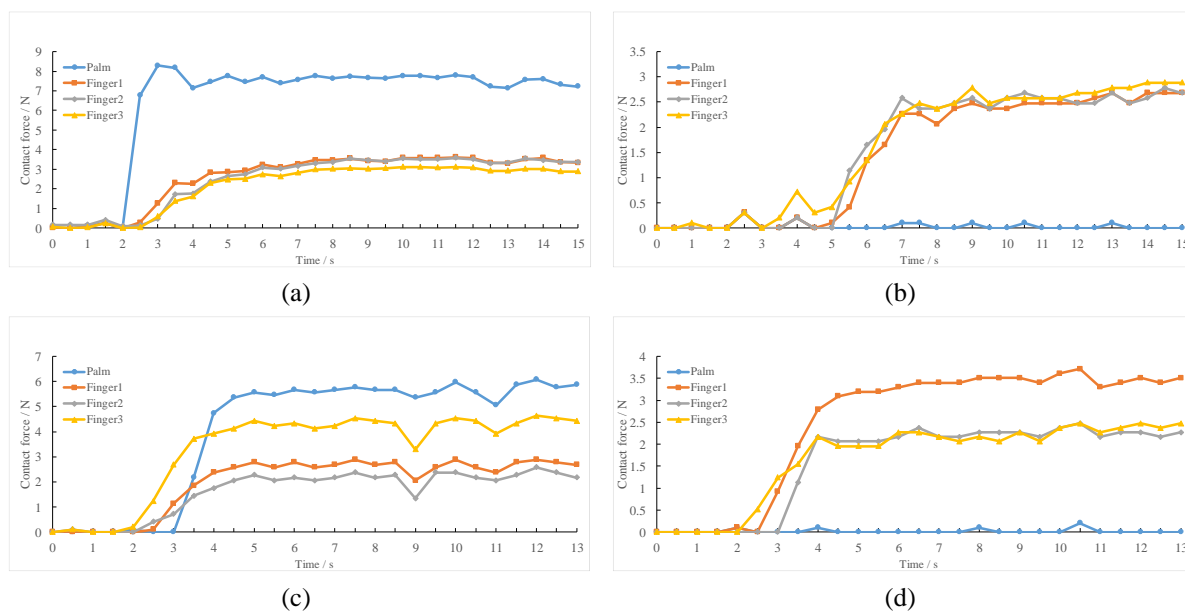 9
8
7
6
5
4
3
2
1
0
Contact force / N
Palm
Finger1
Finger2
Finger3
0 1 2 3 4 5 6 7 8 9 10 11 12 13 14 15
Time / s
(a)
3.5
3
2.5
2
1.5
1
0.5
0
Contact force / N
Palm
Finger1
Finger2
Finger3
0 1 2 3 4 5 6 7 8 9 10 11 12 13 14 15
Time / s
(b)
7
6
5
4
3
2
1
0
Contact force / N
Palm
Finger1
Finger2
Finger3
0 1 2 3 4 5 6 7 8 9 10 11 12 13
Time / s
(c)
4
3.5
3
2.5
2
1.5
1
0.5
0
Contact force / N
Palm
Finger1
Finger2
Finger3
0 1 2 3 4 5 6 7 8 9 10 11 12 13
Time / s
(d)